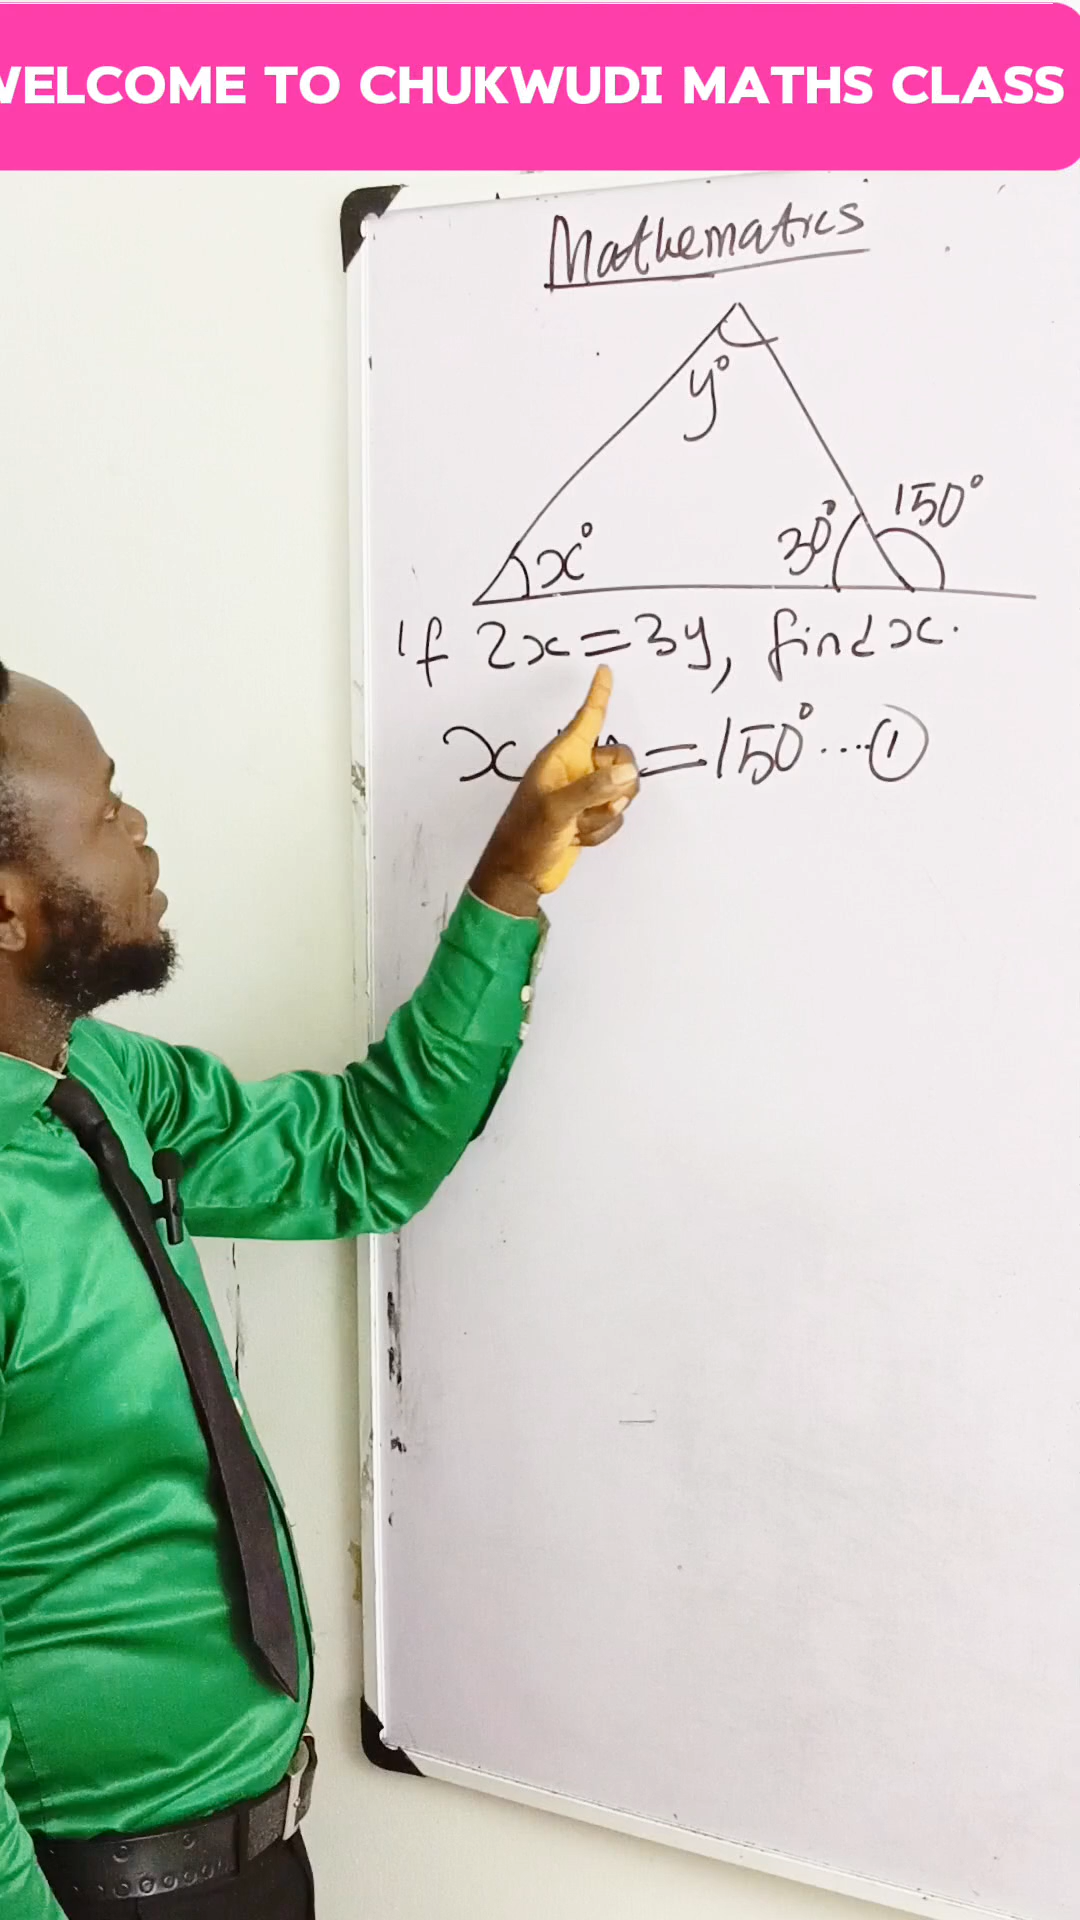 WELCOME TO CHUKWUDI MATHS CLASS
Mathematics
y°
x°
30°
150°
If 2x=3y, find x.
x = 150° ....①